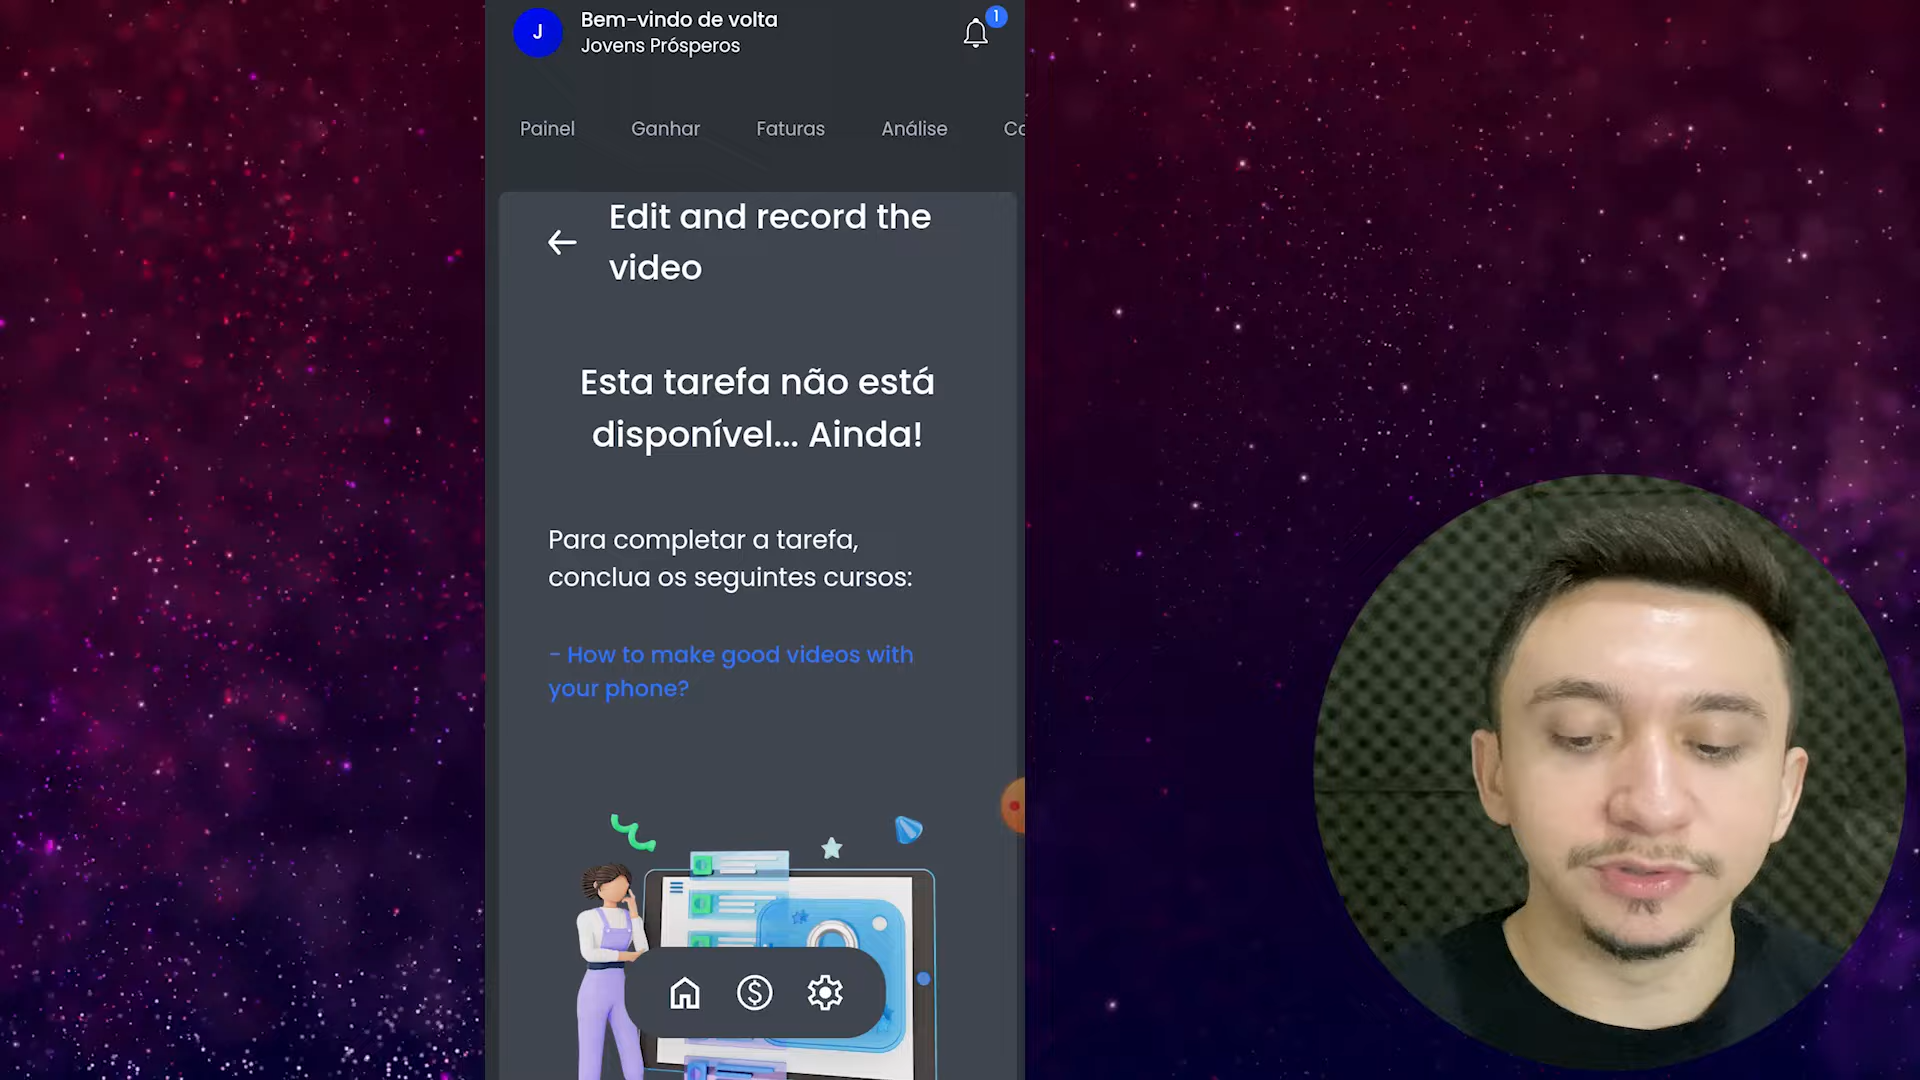 J
Bem-vindo de volta
Jovens Prósperos
1
Painel Ganhar Faturas Análise Co
Edit and record the
video
Esta tarefa não está
disponível... Ainda!
Para completar a tarefa,
conclua os seguintes cursos:
- How to make good videos with
your phone?